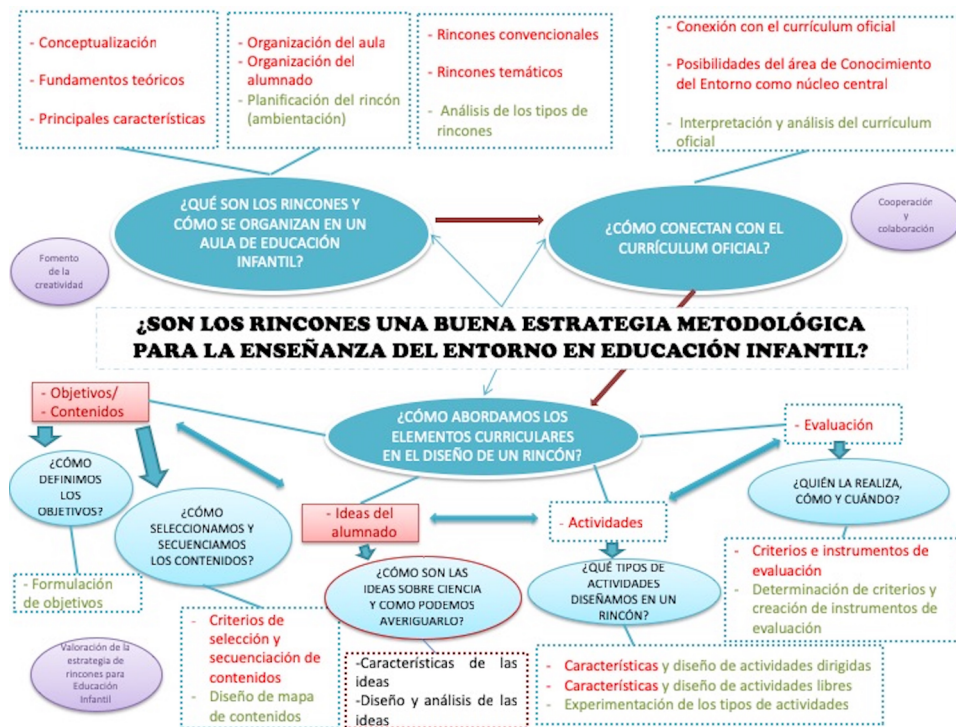 - Conceptualización
- Fundamentos teóricos
- Principales características
- Organización del aula
- Organización del
alumnado
- Planificación del rincón
(ambientación)
- Rincones convencionales
- Rincones temáticos
- Análisis de los tipos de
rincones
- Conexión con el currículum oficial
- Posibilidades del área de Conocimiento
del Entorno como núcleo central
- Interpretación y análisis del currículum
oficial
¿QUÉ SON LOS RINCONES Y
CÓMO SE ORGANIZAN EN UN
AULA DE EDUCACIÓN
INFANTIL?
¿CÓMO CONECTAN CON EL
CURRÍCULUM OFICIAL?
Cooperación
y
colaboración
Fomento
de la
creatividad
¿SON LOS RINCONES UNA BUENA ESTRATEGIA METODOLÓGICA
PARA LA ENSEÑANZA DEL ENTORNO EN EDUCACIÓN INFANTIL?
- Objetivos/
- Contenidos
¿CÓMO ABORDAMOS LOS
ELEMENTOS CURRICULARES
EN EL DISEÑO DE UN RINCÓN?
- Evaluación
¿CÓMO
DEFINIMOS
LOS
OBJETIVOS?
¿CÓMO
SELECCIONAMOS Y
SECUENCIAMOS
LOS CONTENIDOS?
- Ideas del
alumnado
- Actividades
¿QUIÉN LA REALIZA,
CÓMO Y CUÁNDO?
- Formulación
de objetivos
¿CÓMO SON LAS
IDEAS SOBRE CIENCIA
Y COMO PODEMOS
AVERIGUARLO?
¿QUÉ TIPOS DE
ACTIVIDADES
DISEÑAMOS EN UN
RINCÓN?
- Criterios e instrumentos de
evaluación
- Determinación de criterios y
creación de instrumentos de
evaluación
Valoración de la
estrategia de
rincones para
Educación
Infantil
- Criterios de
selección y
secuenciación de
contenidos
- Diseño de mapa
de contenidos
-Características de las
ideas
-Diseño y análisis de las
ideas
- Características y diseño de actividades dirigidas
- Características y diseño de actividades libres
- Experimentación de los tipos de actividades